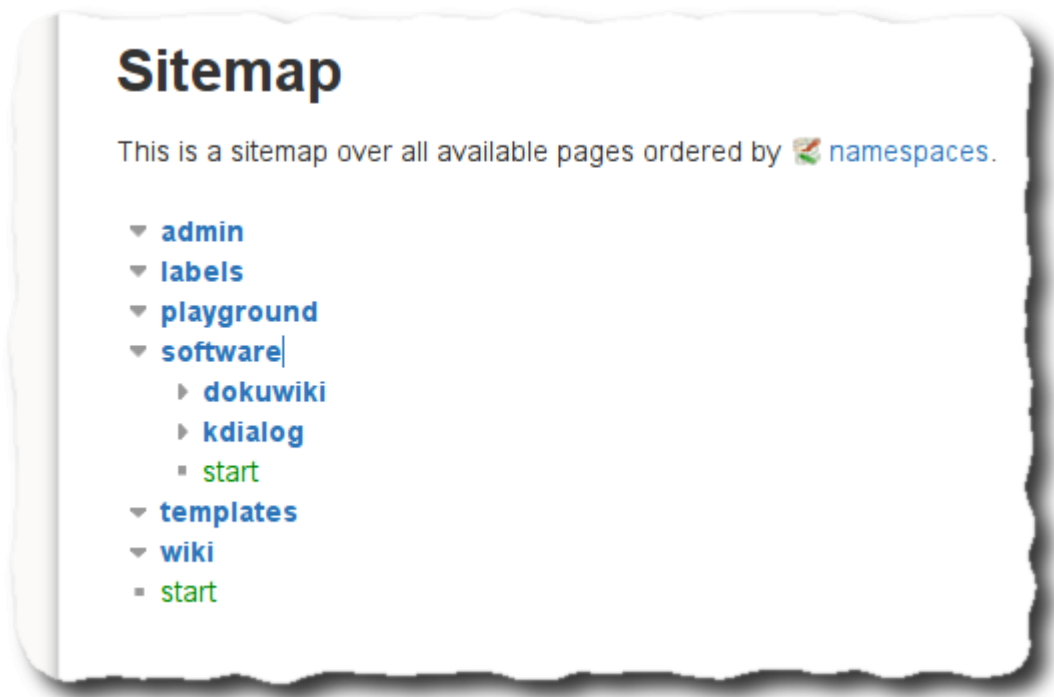 Sitemap
This is a sitemap over all available pages ordered by namespaces.
admin
labels
playground
software
dokuwiki
kdialog
start
templates
wiki
start